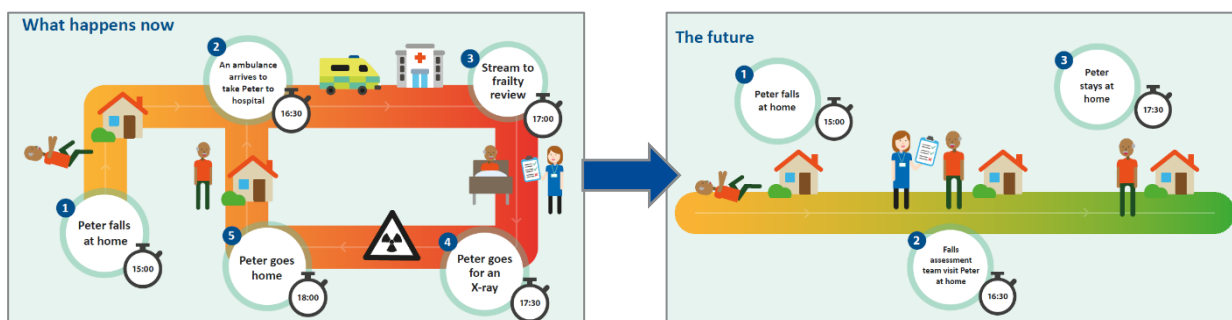 What happens now
1
Peter falls
at home
15:00
2
An ambulance
arrives to
take Peter to
hospital
16:30
3
Stream to
frailty
review
17:00
4
Peter goes
for an
X-ray
17:30
5
Peter goes
home
18:00
The future
1
Peter falls
at home
15:00
2
Falls
assessment
team visit Peter
at home
16:30
3
Peter
stays at
home
17:30